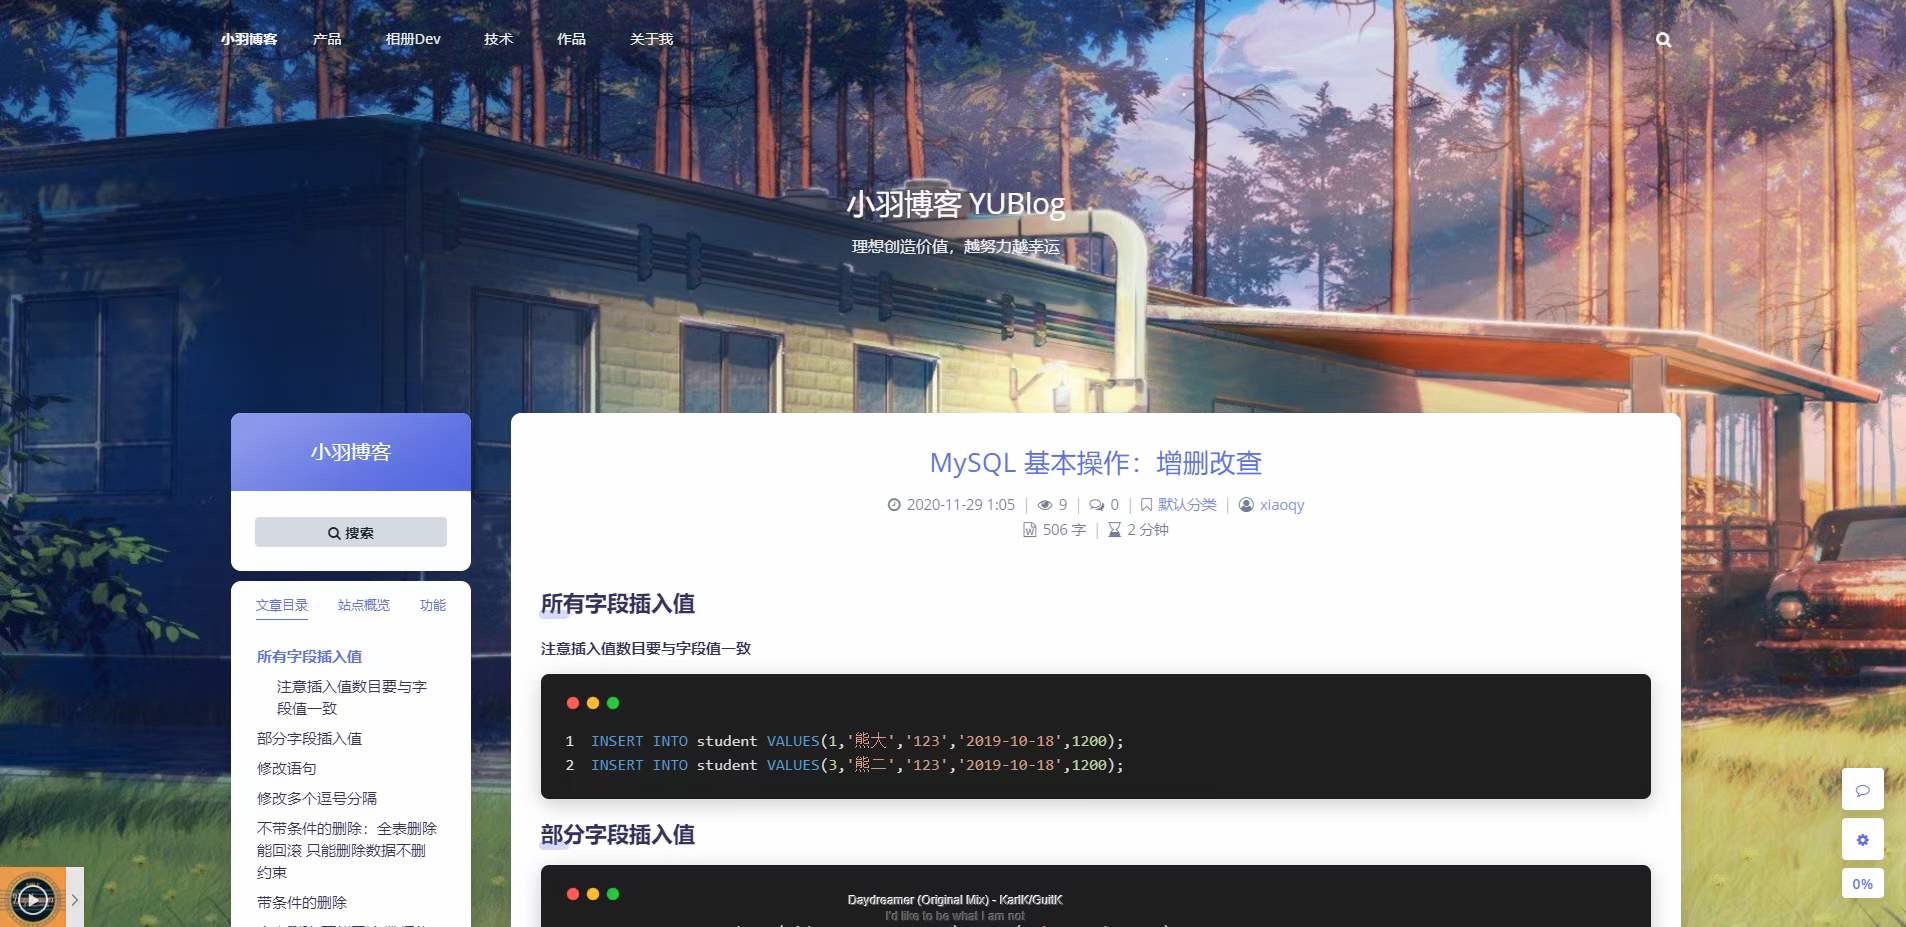 小羽博客 产品 相册Dev 技术 作品 关于我
小羽博客 YUBlog
理想创造价值，越努力越幸运
小羽博客
搜索
文章目录 站点概览 功能
所有字段插入值
注意插入值数目要与字
段值一致
部分字段插入值
修改语句
修改多个逗号分隔
不带条件的删除：全表删除
能回滚 只能删除数据不删
约束
带条件的删除
MySQL 基本操作：增删改查
2020-11-29 1:05 | 9 | 0 | 默认分类 | xiaoqy
506 字 | 2 分钟
所有字段插入值
注意插入值数目要与字段值一致
1 INSERT INTO student VALUES(1,'熊大','123','2019-10-18',1200);
2 INSERT INTO student VALUES(3,'熊二','123','2019-10-18',1200);
部分字段插入值
Daydreamer (Original Mix) - KarlK/GuitK
I'd like to be what I am not
0%